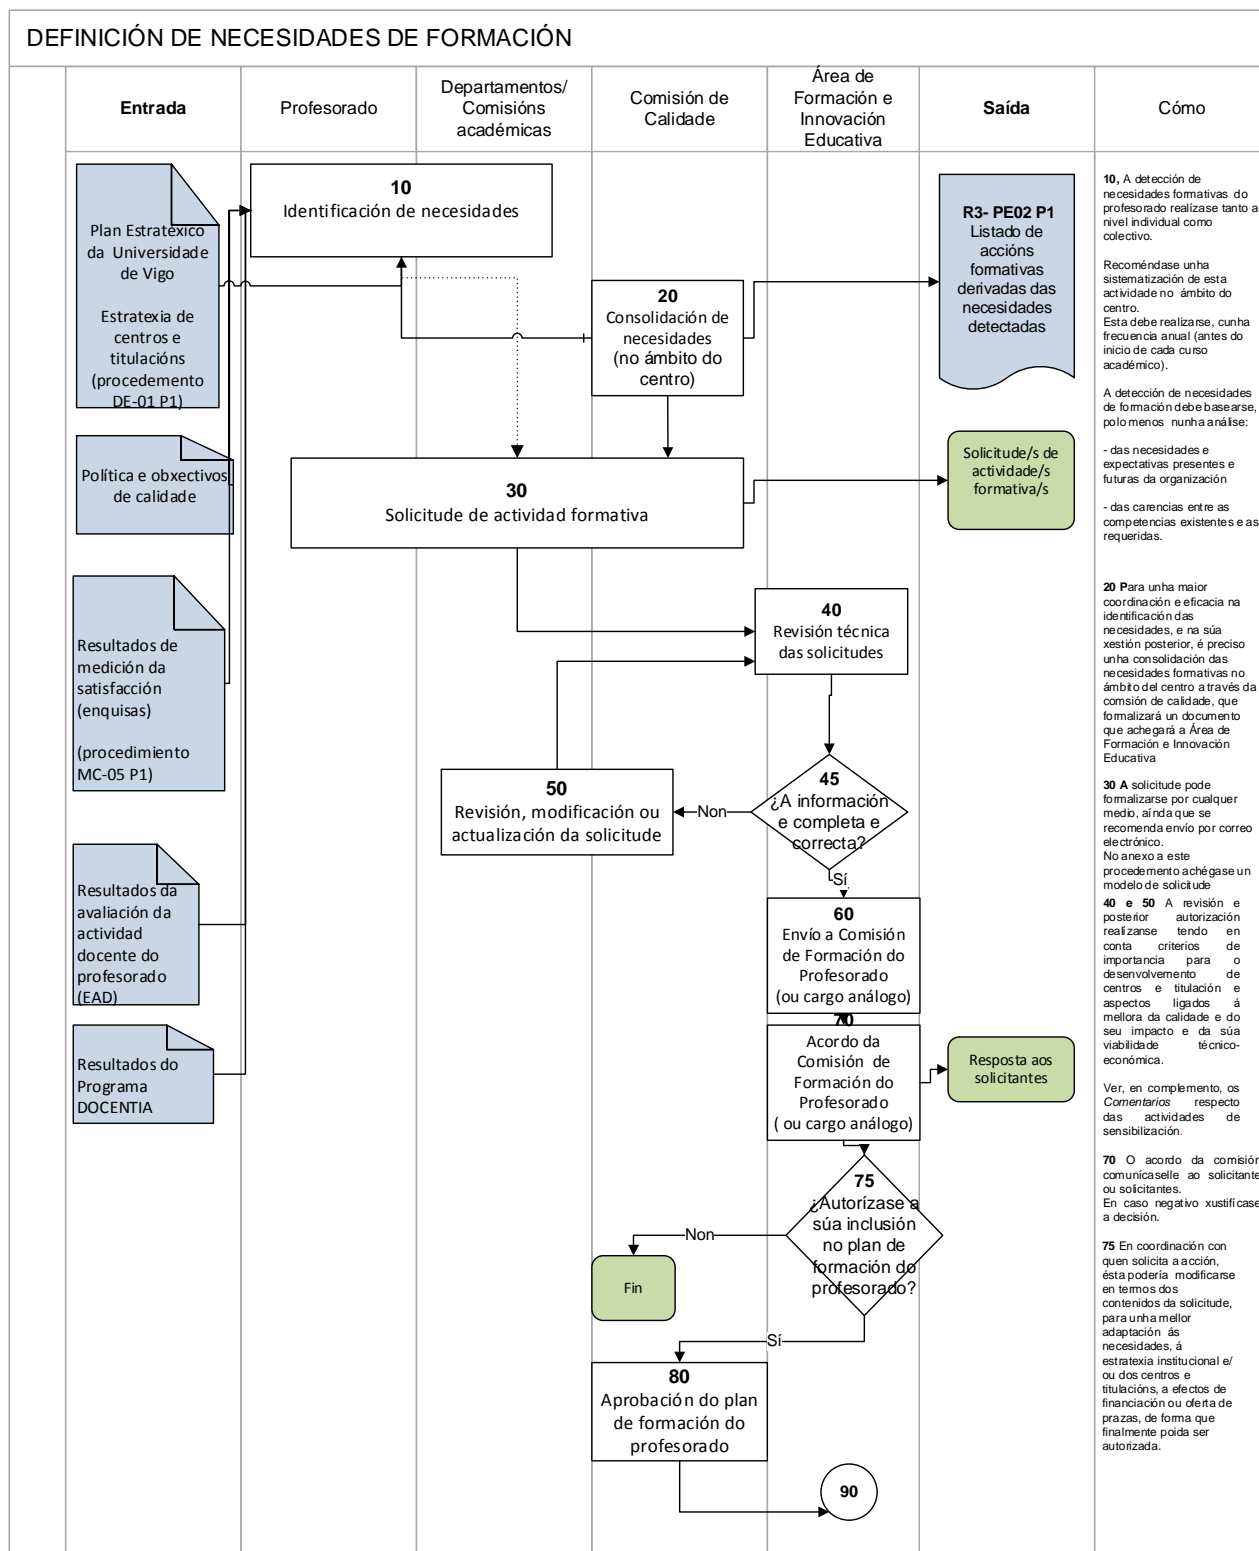 DEFINICIÓN DE NECESIDADES DE FORMACIÓN
Entrada
Profesorado
Departamentos/
Comisións
académicas
Comisión de
Calidade
Área de
Formación e
Innovación
Educativa
Saída
Cómo
Plan Estratéxico
da Universidade
de Vigo
Estratexia de
centros e
titulacións
(procedemento
DE-01 P1)
Política e obxectivos
de calidade
Resultados de
medición da
satisfacción
(enquisas)
(procedimiento
MC-05 P1)
Resultados da
avaliación da
actividad
docente do
profesorado
(EAD)
Resultados do
Programa
DOCENTIA
10
Identificación de necesidades
20
Consolidación de
necesidades
(no ámbito do
centro)
30
Solicitude de actividad formativa
40
Revisión técnica
das solicitudes
45
¿A información
e completa e
correcta?
Non
50
Revisión, modificación ou
actualización da solicitude
Sí
60
Envío a Comisión
de Formación do
Profesorado
(ou cargo análogo)
70
Acordo da
Comisión de
Formación do
Profesorado
( ou cargo análogo)
75
¿Autorízase a
súa inclusión
no plan de
formación do
profesorado?
Non
Fin
Sí
80
Aprobación do plan
de formación do
profesorado
90
R3- PE02 P1
Listado de
accións
formativas
derivadas das
necesidades
detectadas
Solicitude/s de
actividade/s
formativa/s
Resposta aos
solicitantes
10, A detección de
necesidades formativas do
profesorado realízase tanto a
nivel individual como
colectivo.
Recoméndase unha
sistematización de esta
actividade no ámbito do
centro.
Esta debe realizarse, cunha
frecuencia anual (antes do
inicio de cada curso
académico).
A detección de necesidades
de formación debe basearse,
polo menos nunha análise:
- das necesidades e
expectativas presentes e
futuras da organización
- das carencias entre as
competencias existentes e as
requeridas.
20 Para unha maior
coordinación e eficacia na
identificación das
necesidades, e na súa
xestión posterior, é preciso
unha consolidación das
necesidades formativas no
ámbito del centro a través da
comsión de calidade, que
formalizará un documento
que achegará a Área de
Formación e Innovación
Educativa
30 A solicitude pode
formalizarse por cualquer
medio, aínda que se
recomenda envío por correo
electrónico.
No anexo a este
procedemento achégase un
modelo de solicitude
40 e 50 A revisión e
posterior autorización
realízanse tendo en
conta criterios de
importancia para o
desenvolvemento de
centros e titulación e
aspectos ligados á
mellora da calidade e do
seu impacto e da súa
viabilidade técnico-
económica.
Ver, en complemento, os
Comentarios respecto
das actividades de
sensibilización.
70 O acordo da comisión
comunícaselle ao solicitante
ou solicitantes.
En caso negativo xustifícase
a decisión.
75 En coordinación con
quen solicita a acción,
ésta podería modificarse
en termos dos
contenidos da solicitude,
para unha mellor
adaptación ás
necesidades, á
estratexia institucional e/
ou dos centros e
titulacións, a efectos de
financiación ou oferta de
prazas, de forma que
finalmente poida ser
autorizada.